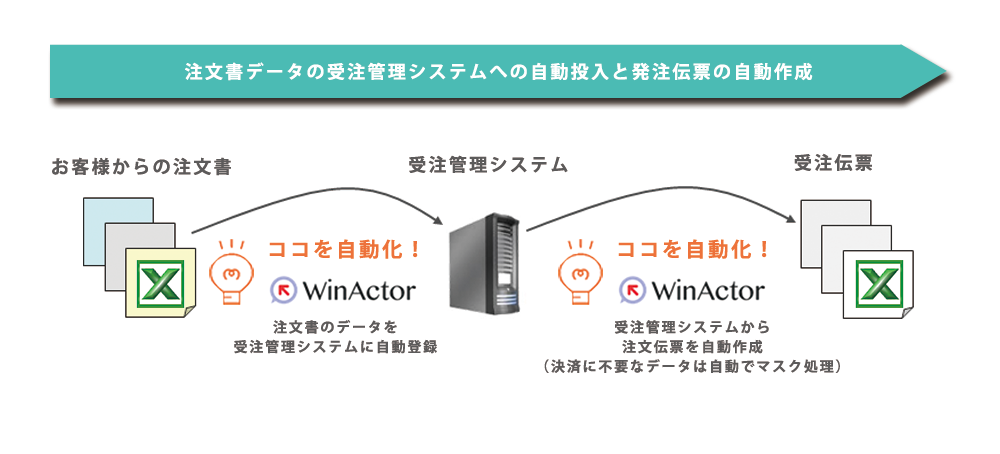 注文書データの受注管理システムへの自動投入と発注伝票の自動作成
お客様からの注文書
受注管理システム
受注伝票
ココを自動化！
WinActor
注文書のデータを
受注管理システムに自動登録
ココを自動化！
WinActor
受注管理システムから
注文伝票を自動作成
（決済に不要なデータは自動でマスク処理）